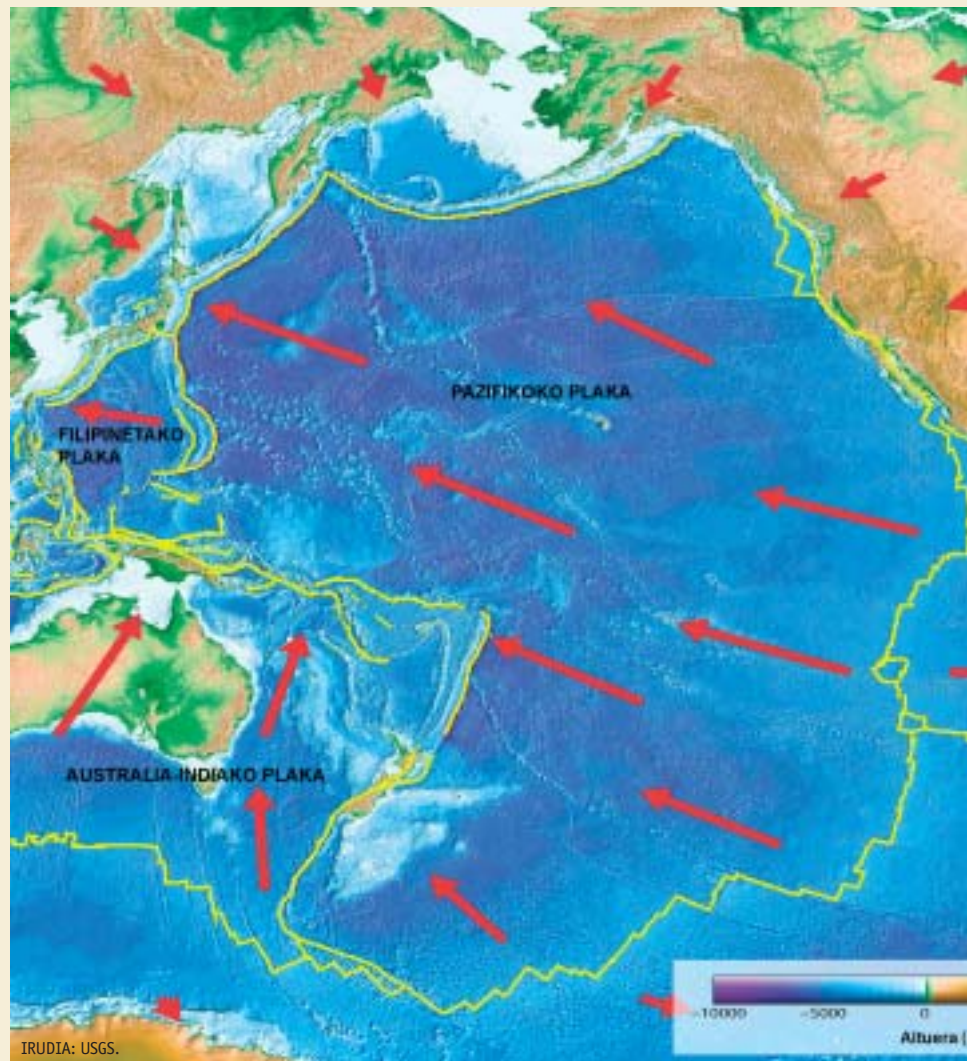 PAZIFIKOKO PLAKA
FILIPINETAKO
PLAKA
AUSTRALIA-INDIAKO PLAKA
-10000 -5000 0
Altuera (
IRUDIA: USGS.